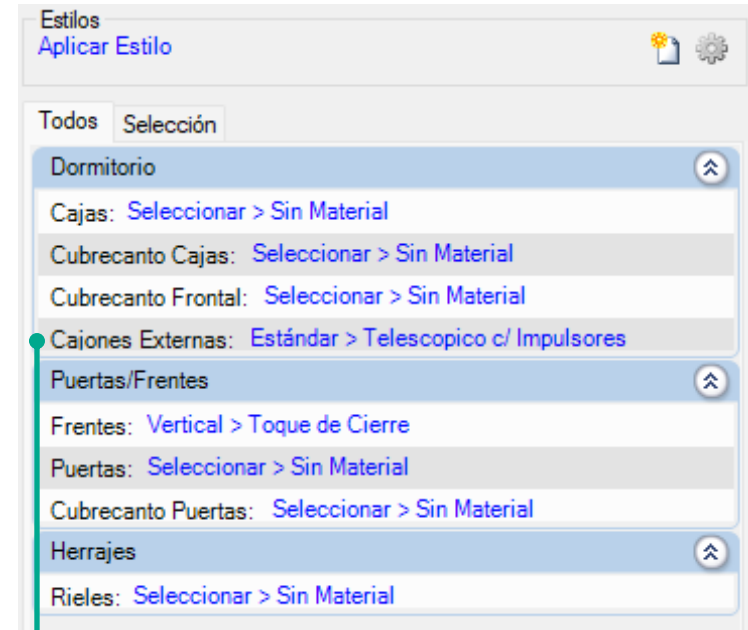 Estilos
Aplicar Estilo
Todos Selección
Dormitorio
Cajas: Seleccionar > Sin Material
Cubrecanto Cajas: Seleccionar > Sin Material
Cubrecanto Frontal: Seleccionar > Sin Material
Cajones Externas: Estándar > Telescopico c/ Impulsores
Puertas/Frentes
Frentes: Vertical > Toque de Cierre
Puertas: Seleccionar > Sin Material
Cubrecanto Puertas: Seleccionar > Sin Material
Herrajes
Rieles: Seleccionar > Sin Material